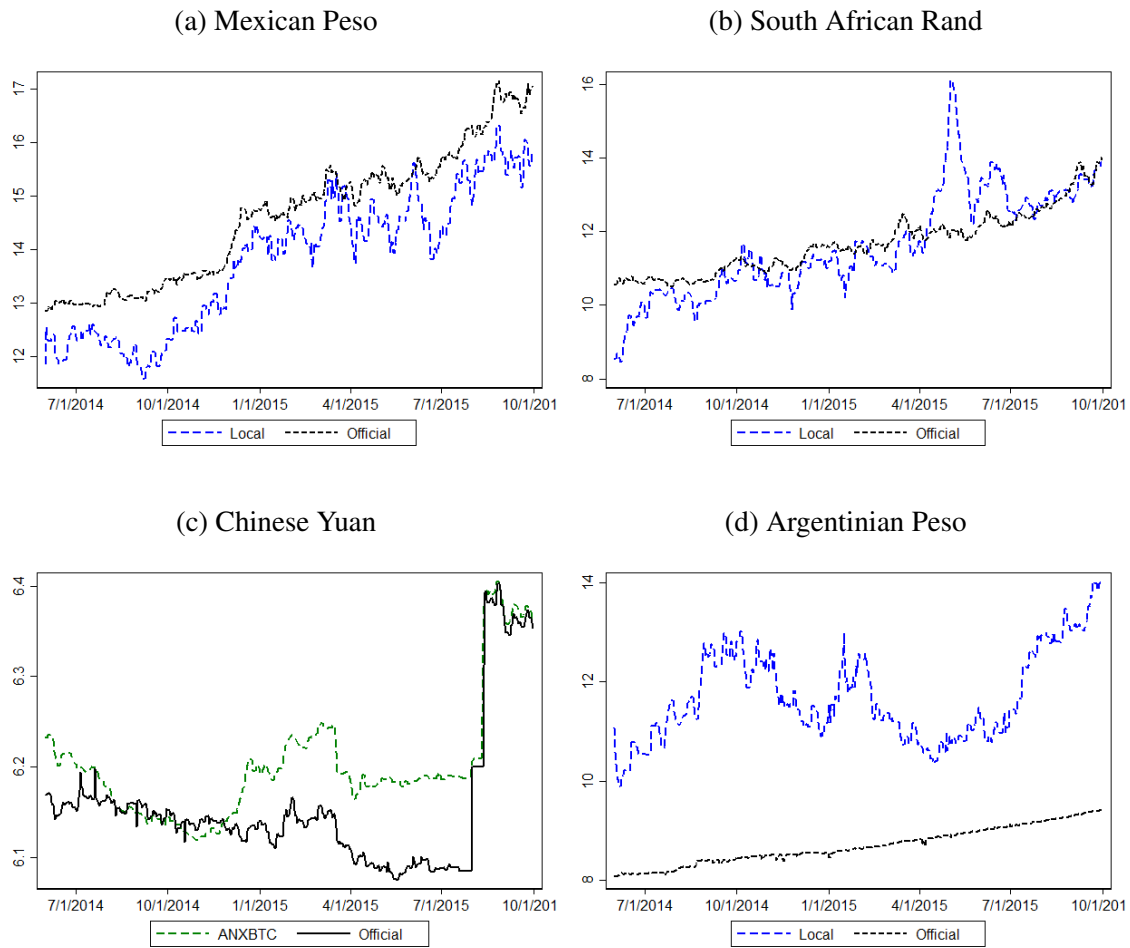 (a) Mexican Peso
(b) South African Rand
17
16
15
14
13
12
7/1/2014 10/1/2014 1/1/2015 4/1/2015 7/1/2015 10/1/201
Local Official
16
14
12
10
8
7/1/2014 10/1/2014 1/1/2015 4/1/2015 7/1/2015 10/1/201
Local Official
(c) Chinese Yuan
(d) Argentinian Peso
6.4
6.3
6.2
6.1
7/1/2014 10/1/2014 1/1/2015 4/1/2015 7/1/2015 10/1/201
ANXBTC Official
14
12
10
8
7/1/2014 10/1/2014 1/1/2015 4/1/2015 7/1/2015 10/1/201
Local Official